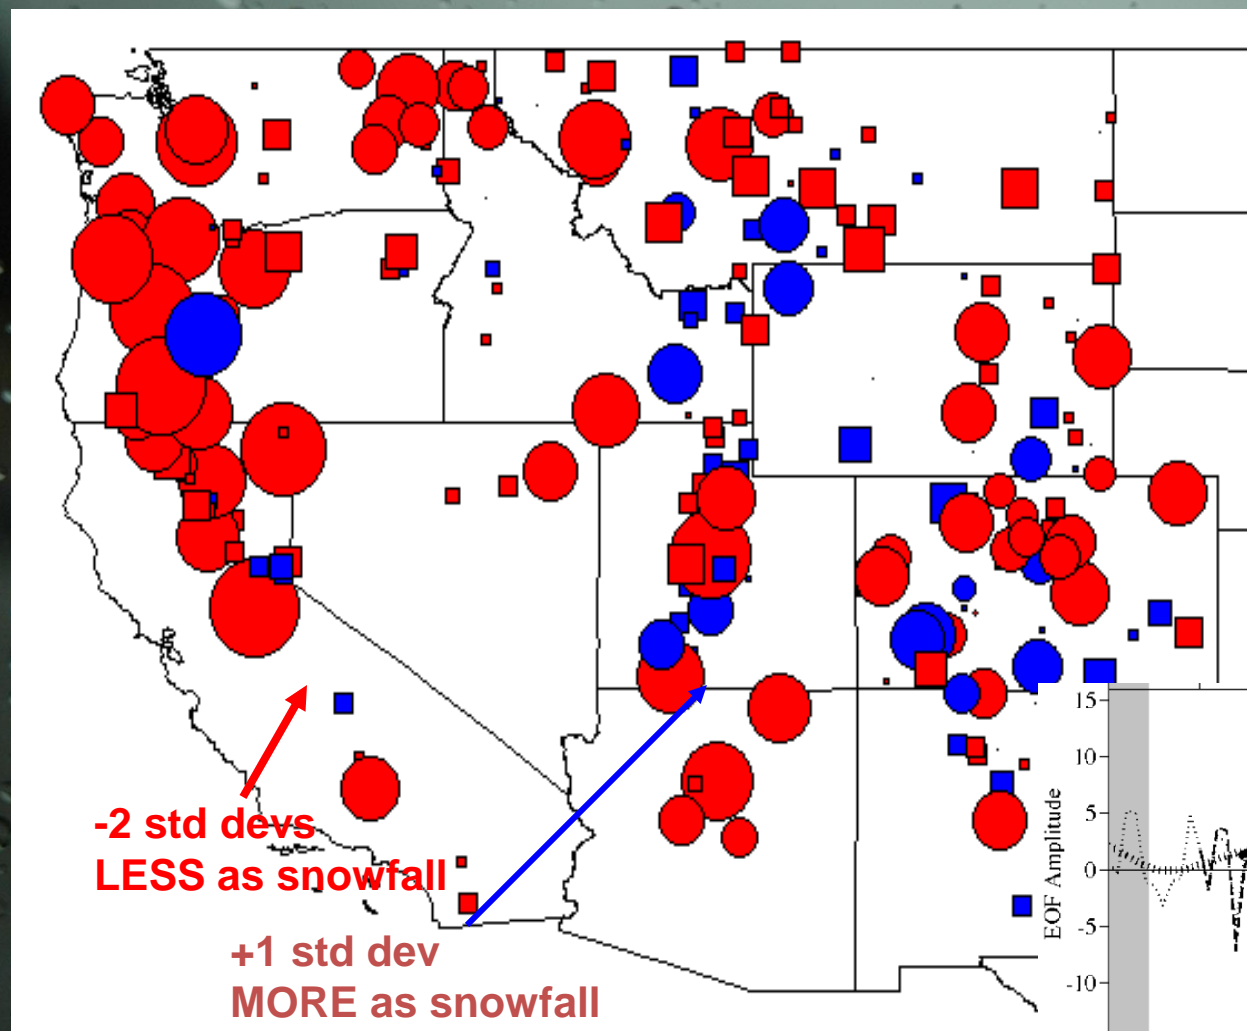 -2 std devs
LESS as snowfall
+1 std dev
MORE as snowfall
15
10
5
0
-5
-10
EOF Amplitude